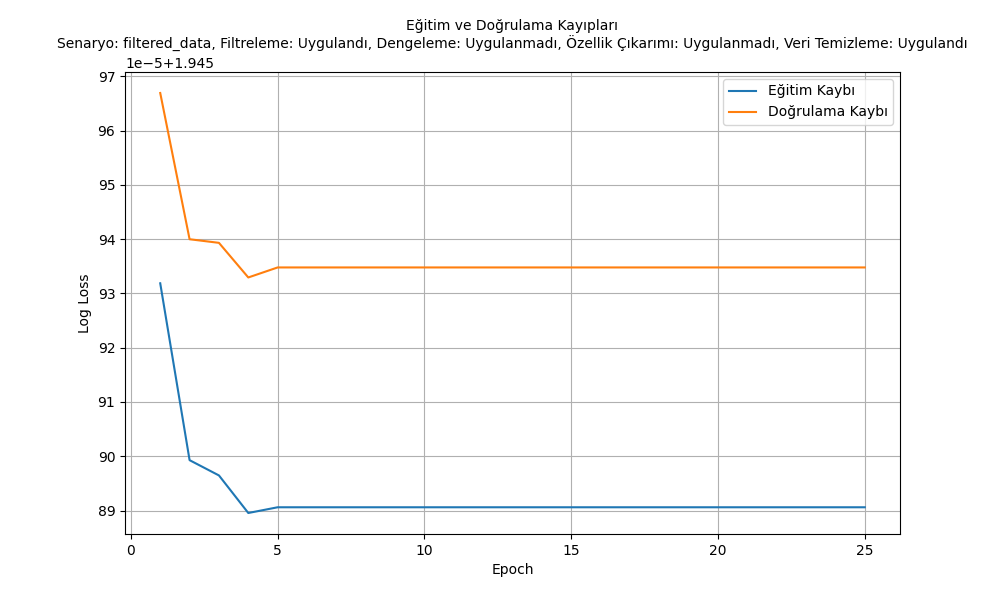 Eğitim ve Doğrulama Kayıpları
Senaryo: filtered_data, Filtreleme: Uygulandı, Dengeleme: Uygulanmadı, Özellik Çıkarımı: Uygulanmadı, Veri Temizleme: Uygulandı
1e−5+1.945
97
96
95
94
93
92
91
90
89
Log Loss
Eğitim Kaybı
Doğrulama Kaybı
0 5 10 15 20 25
Epoch